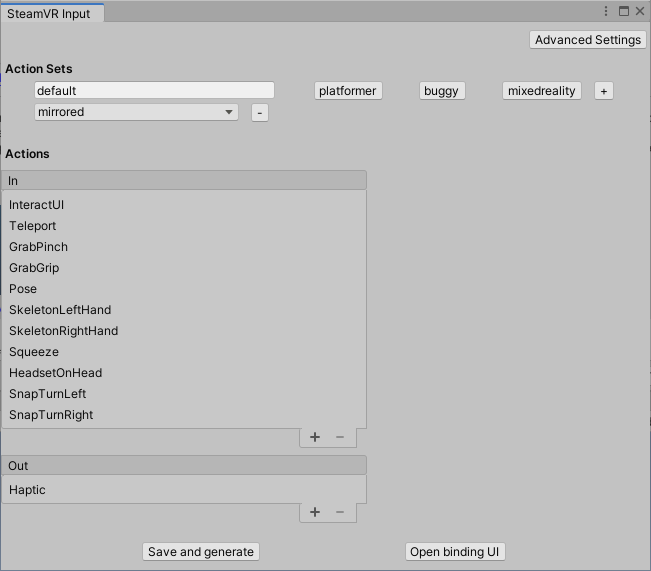 SteamVR Input
Advanced Settings
Action Sets
default platformer buggy mixedreality +
mirrored -
Actions
In
InteractUI
Teleport
GrabPinch
GrabGrip
Pose
SkeletonLeftHand
SkeletonRightHand
Squeeze
HeadsetOnHead
SnapTurnLeft
SnapTurnRight
+ −
Out
Haptic
+ −
Save and generate Open binding UI